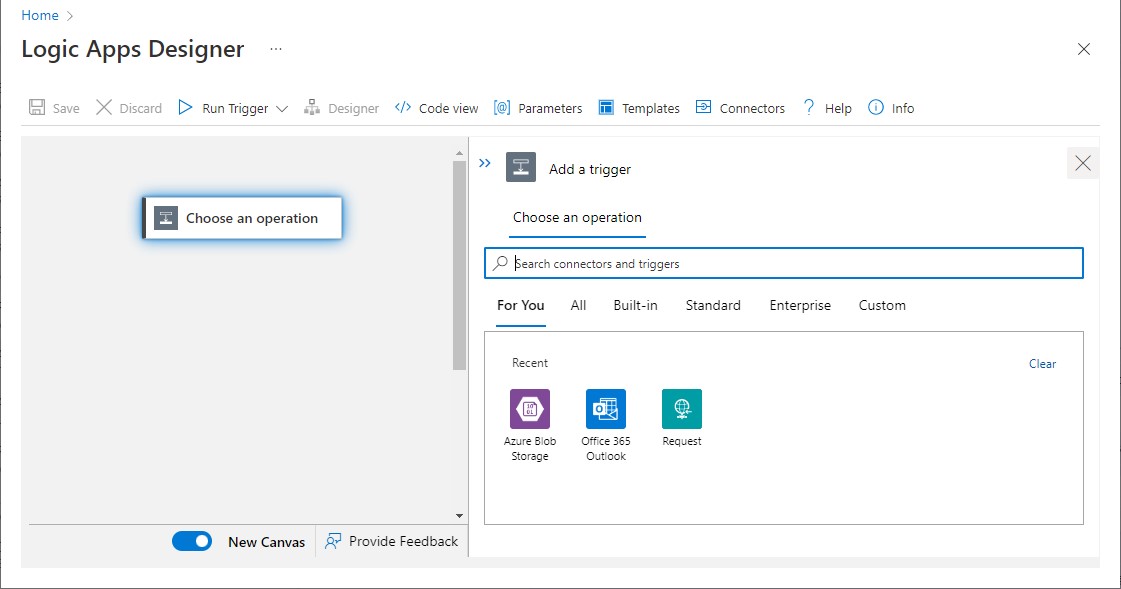 Home
Logic Apps Designer ...
Save Discard Run Trigger Designer Code view [@] Parameters Templates Connectors ? Help Info
Choose an operation
Add a trigger
Choose an operation
Search connectors and triggers
For You All Built-in Standard Enterprise Custom
Recent Clear
Azure Blob
Storage
Office 365
Outlook
Request
New Canvas Provide Feedback